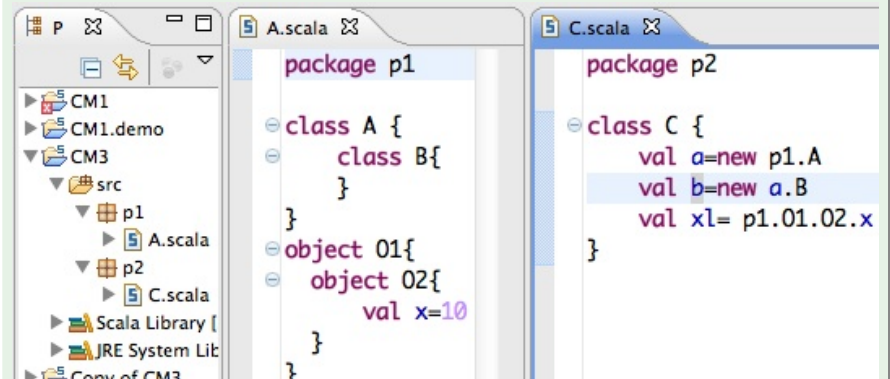 P
CM1
CM1.demo
CM3
src
p1
A.scala
p2
C.scala
Scala Library [
JRE System Lib
Copy of CM3
A.scala
package p1
class A {
class B{
}
}
object O1{
object O2{
val x=10
}
}
C.scala
package p2
class C {
val a=new p1.A
val b=new a.B
val xl= p1.O1.O2.x
}